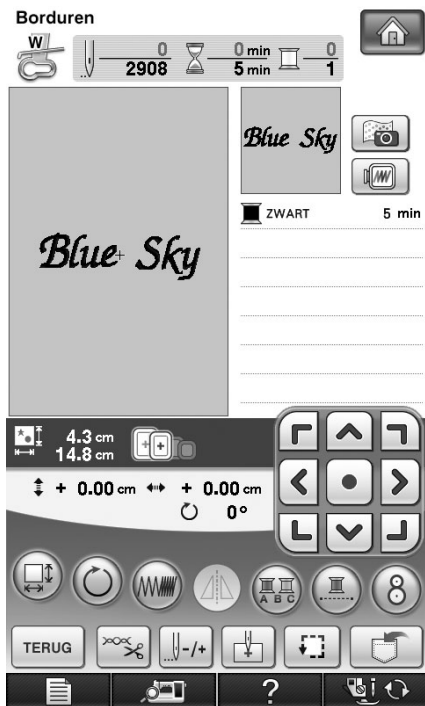 Borduren
W
0 0 min 0
2908 5 min 1
Blue Sky
Blue Sky
ZWART 5 min
4.3 cm
14.8 cm
+ 0.00 cm + 0.00 cm
0°
A B C
8
TERUG
-/+
?